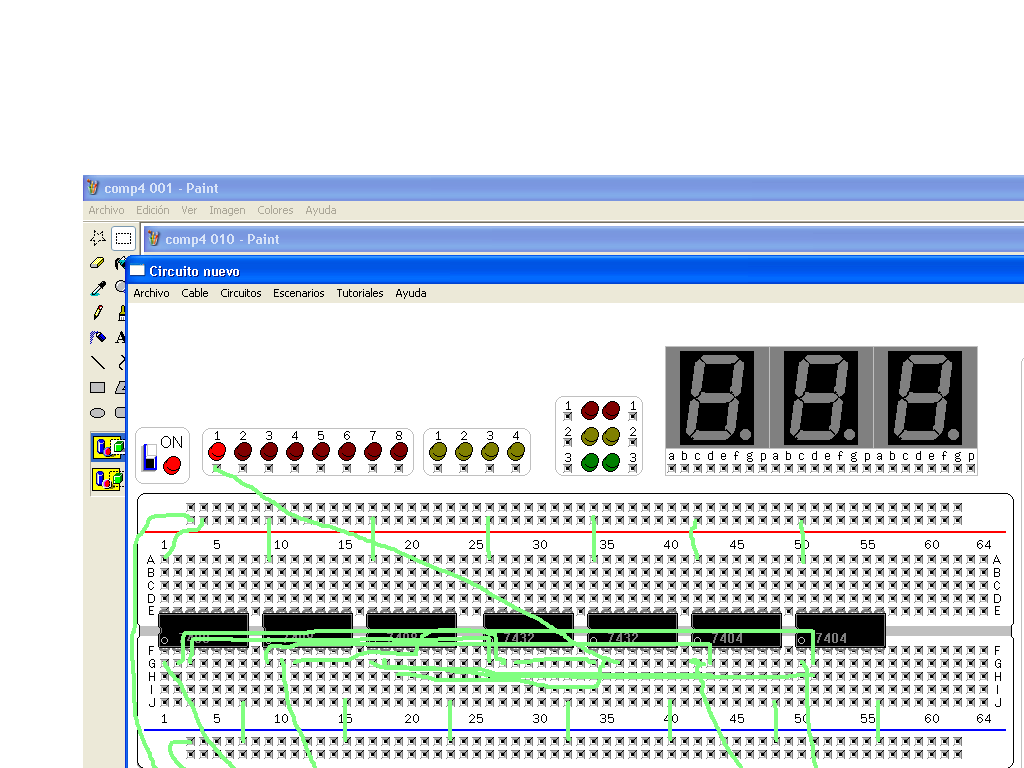 comp4 001 - Paint
Archivo Edición Ver Imagen Colores Ayuda
comp4 010 - Paint
Circuito nuevo
Archivo Cable Circuitos Escenarios Tutoriales Ayuda
ON
1 2 3 4 5 6 7 8
1 2 3 4
1 1
2 2
3 3
a b c d e f g p a b c d e f g p a b c d e f g p
1 5 10 15 20 25 30 35 40 45 50 55 60 64
A A
B B
C C
D D
E E
7432 7432 7404 7404
F F
G G
H H
I I
J J
1 5 10 15 20 25 30 35 40 45 50 55 60 64